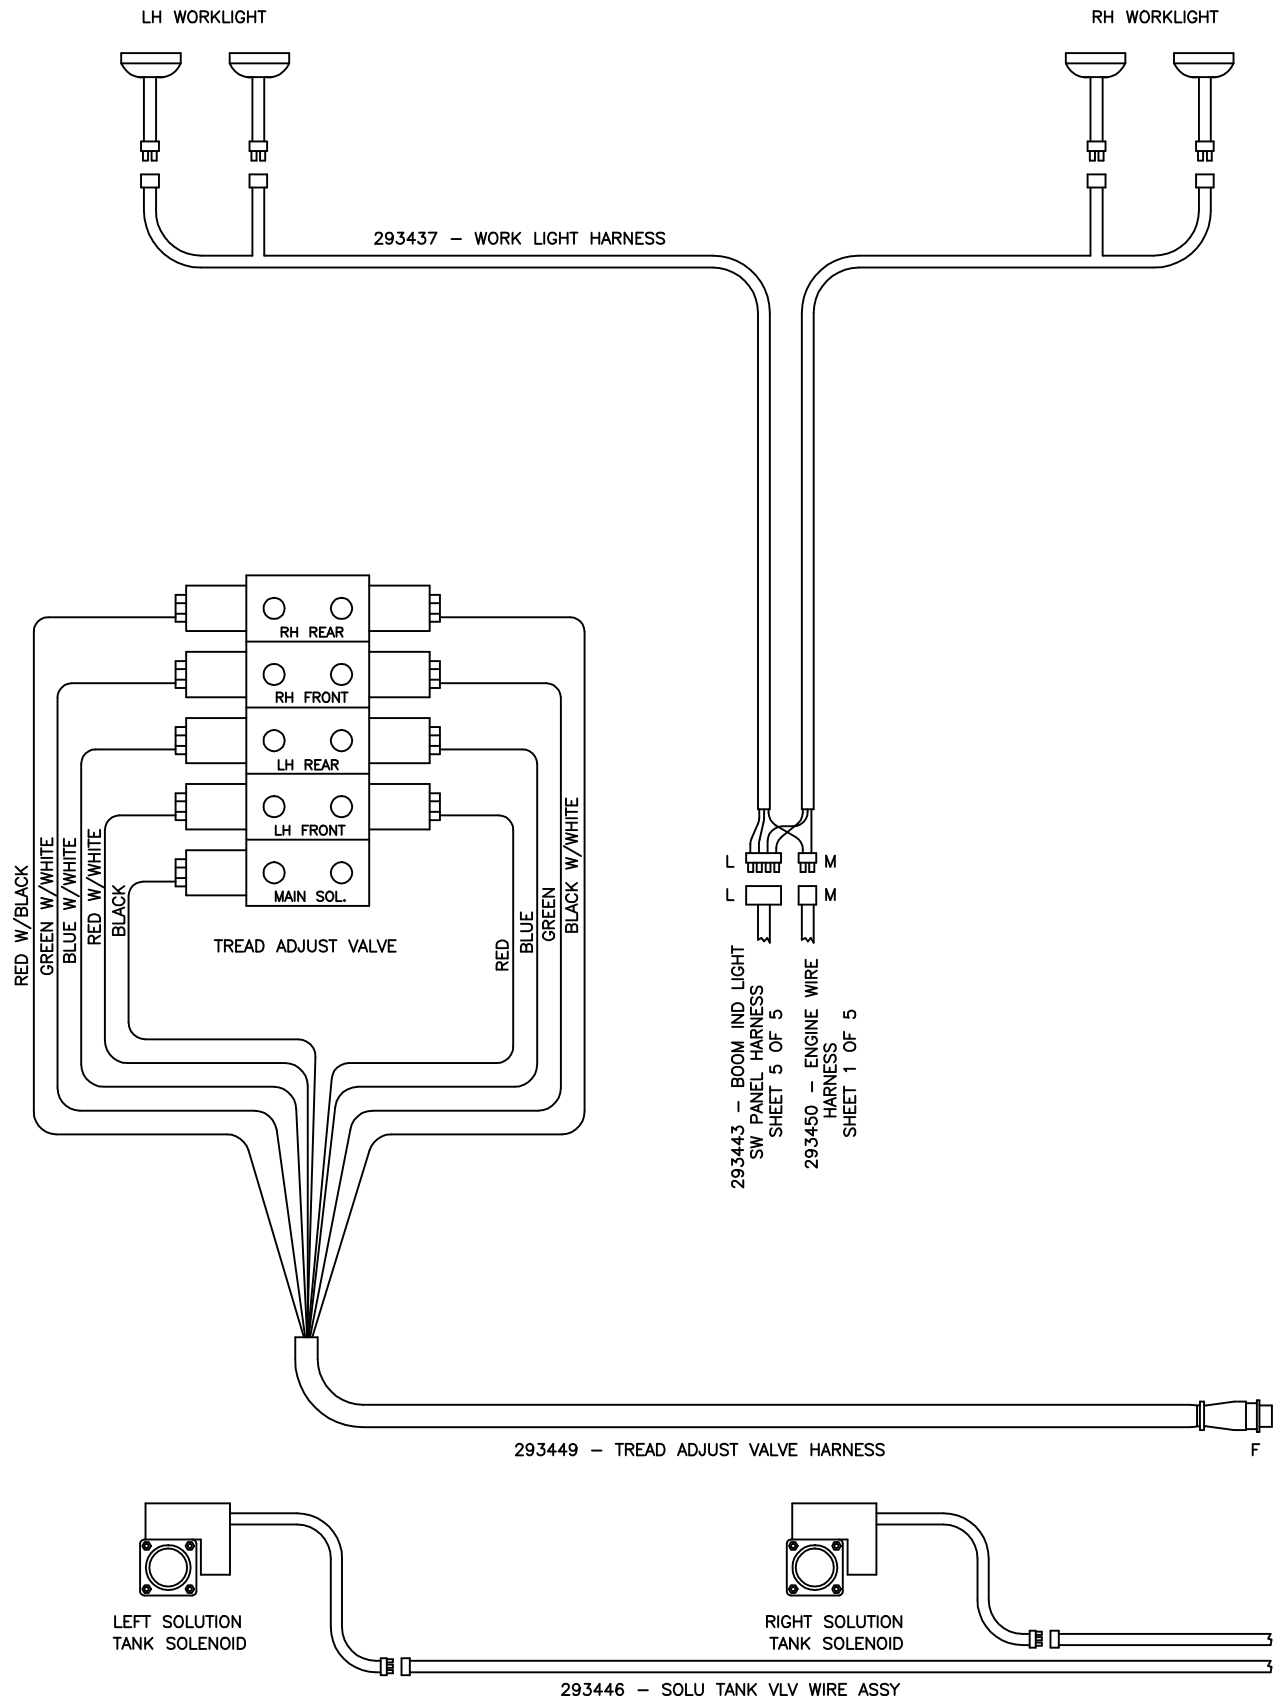 LH WORKLIGHT
RH WORKLIGHT
293437 – WORK LIGHT HARNESS
RH REAR
RH FRONT
LH REAR
LH FRONT
MAIN SOL.
TREAD ADJUST VALVE
RED W/BLACK
GREEN W/WHITE
BLUE W/WHITE
RED W/WHITE
BLACK
RED
BLUE
GREEN
BLACK W/WHITE
L
M
L
M
293443 – BOOM IND LIGHT
SW PANEL HARNESS
SHEET 5 OF 5
293450 – ENGINE WIRE
HARNESS
SHEET 1 OF 5
293449 – TREAD ADJUST VALVE HARNESS
F
LEFT SOLUTION
TANK SOLENOID
RIGHT SOLUTION
TANK SOLENOID
293446 – SOLU TANK VLV WIRE ASSY